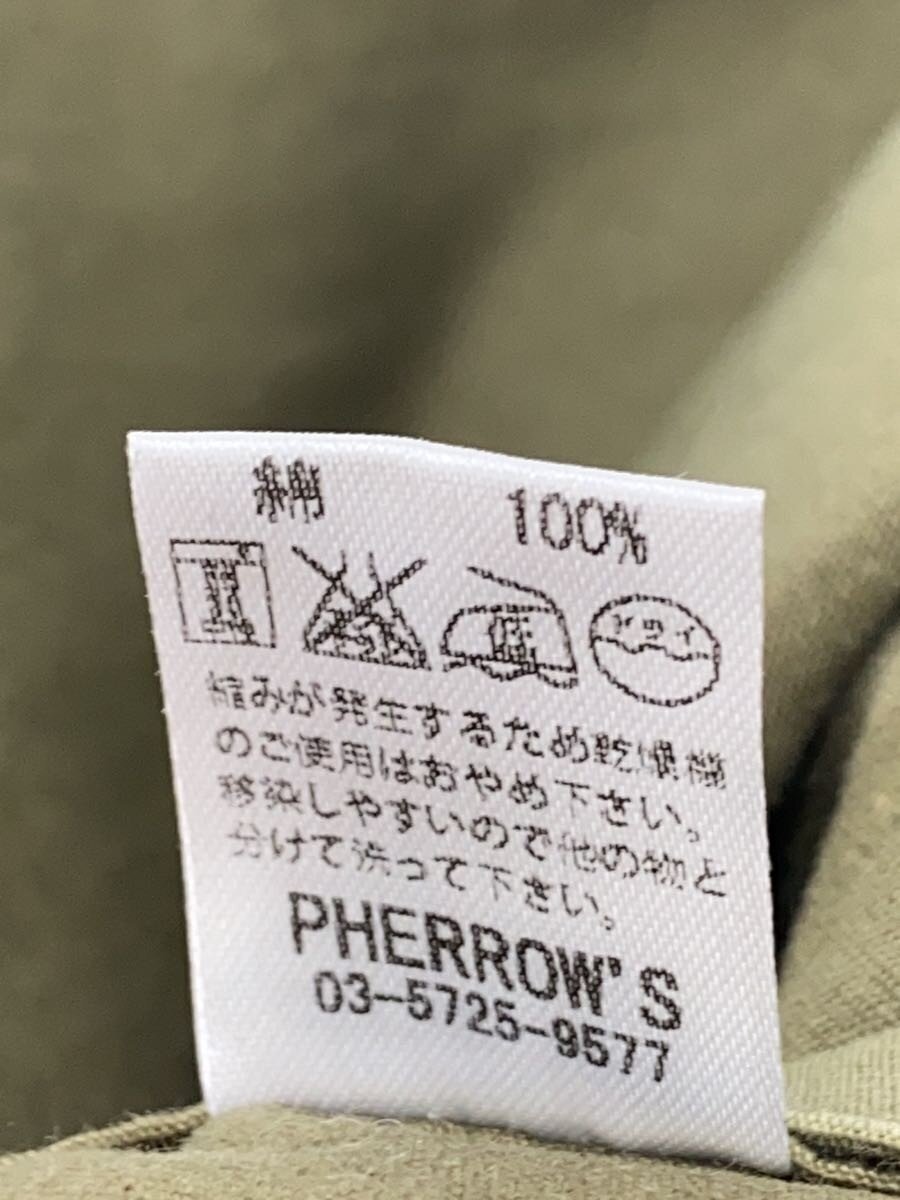 綿 100%
ドライ
縮みが発生するため乾燥機
のご使用はおやめ下さい。
移染しやすいので他の物と
分けて洗って下さい。
PHERROW'S
03-5725-9577